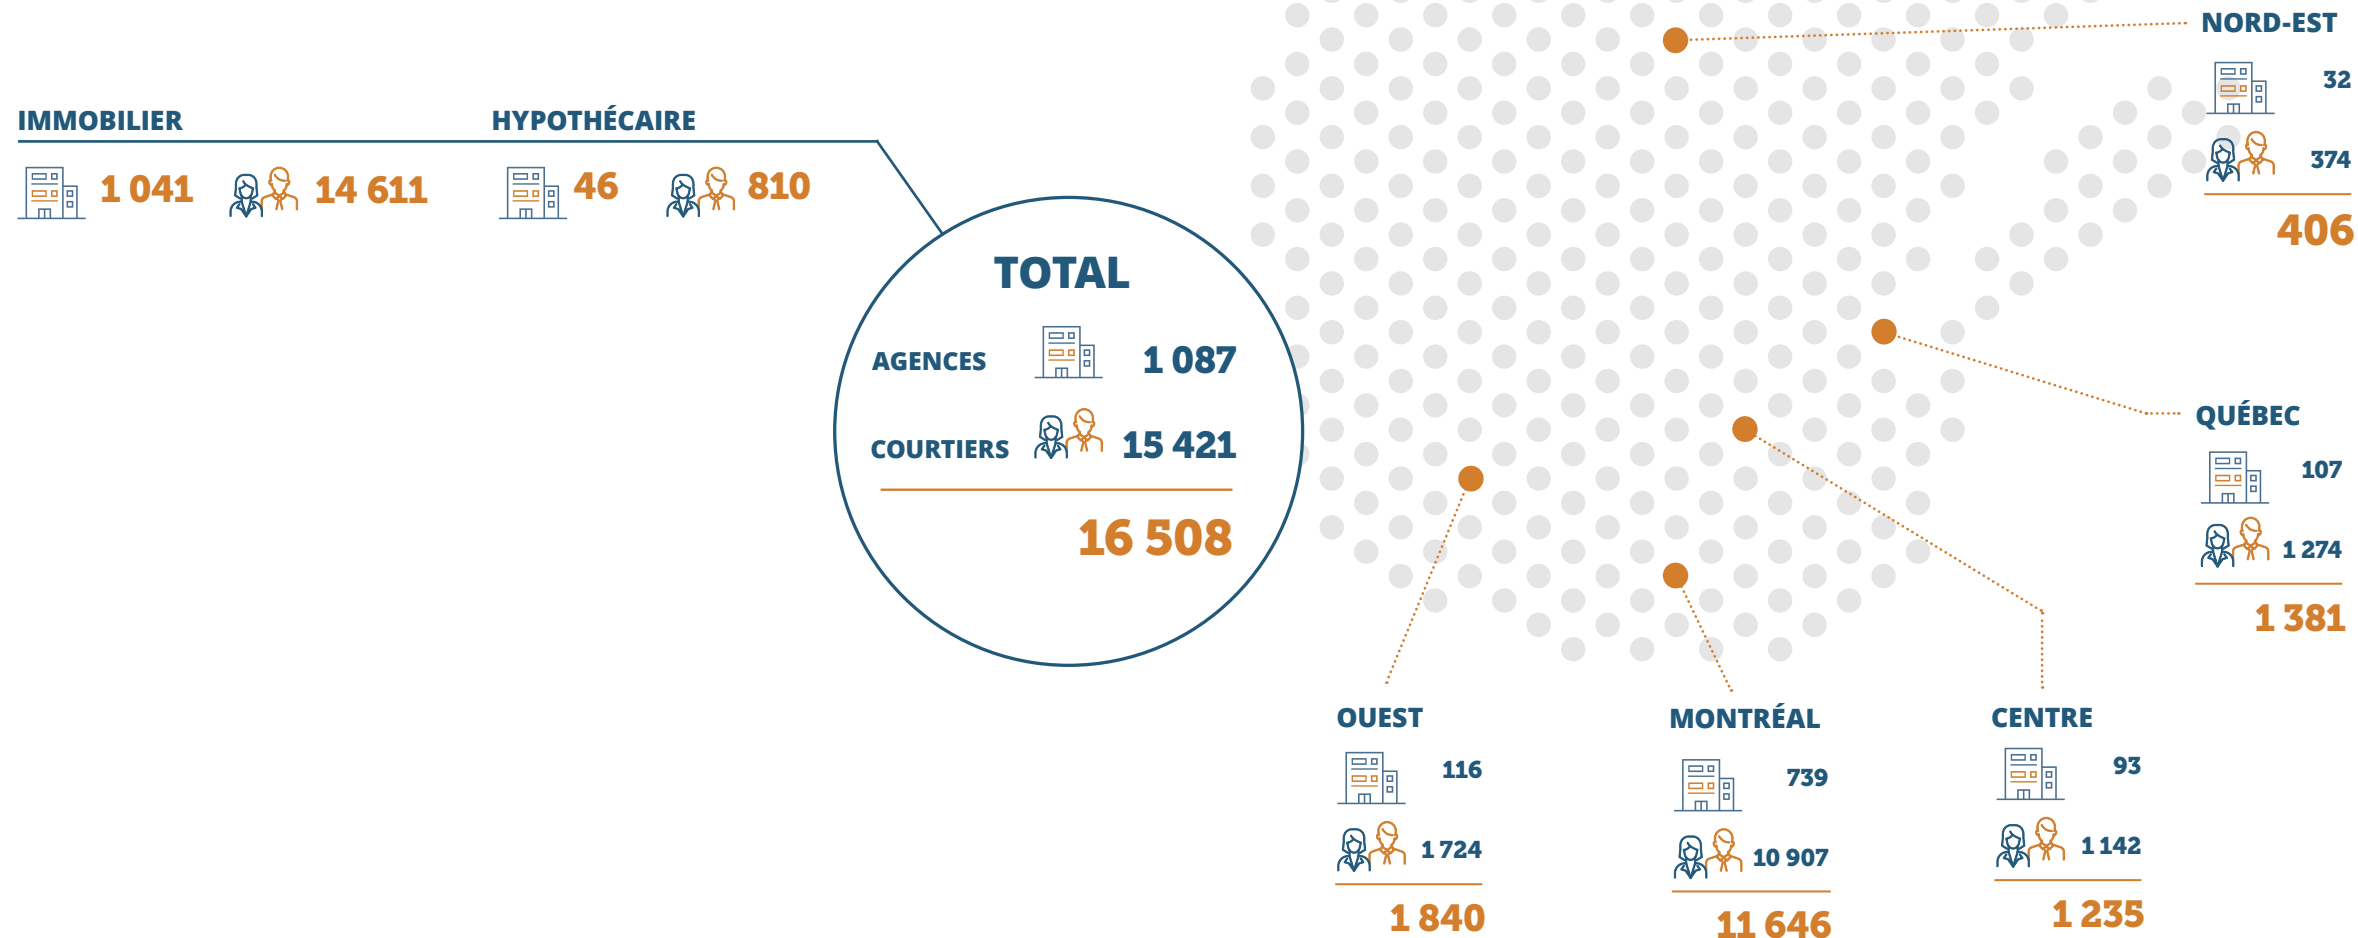 IMMOBILIER
1 041
14 611
HYPOTHÉCAIRE
46
810
TOTAL
AGENCES 1 087
COURTIERS 15 421
16 508
NORD-EST
32
374
406
QUÉBEC
107
1 274
1 381
OUEST
116
1 724
1 840
MONTRÉAL
739
10 907
11 646
CENTRE
93
1 142
1 235